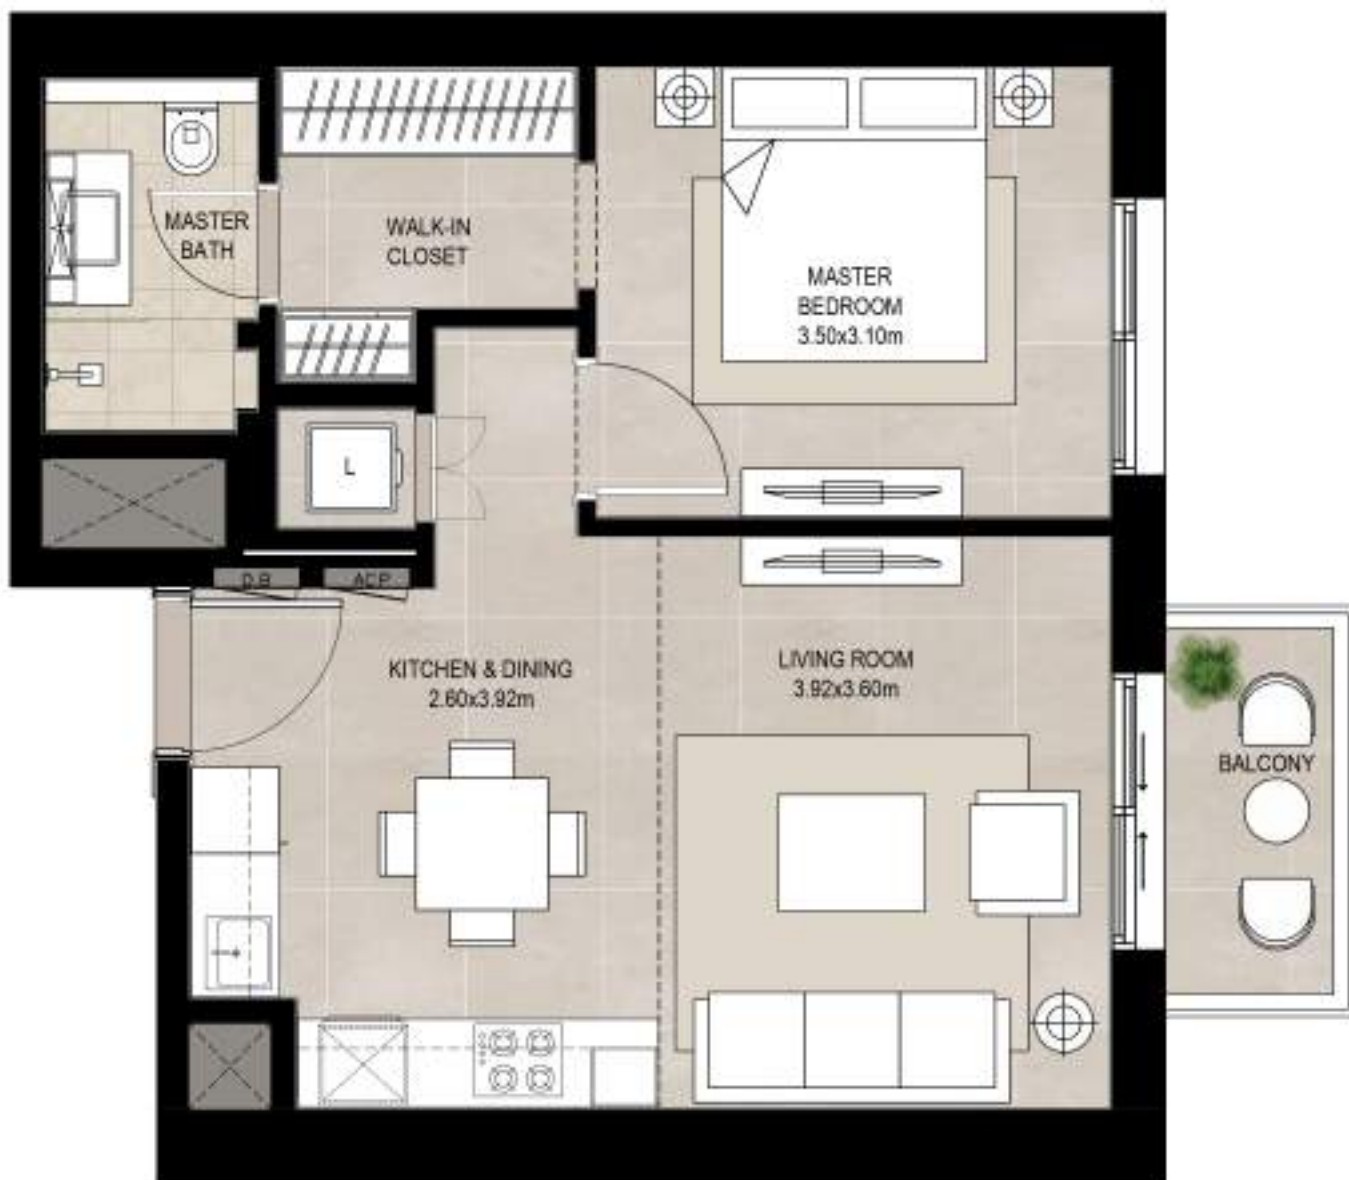 MASTER
BATH
WALK-IN
CLOSET
MASTER
BEDROOM
3.50x3.10m
L
D.B
ACP
KITCHEN & DINING
2.60x3.92m
LIVING ROOM
3.92x3.60m
BALCONY